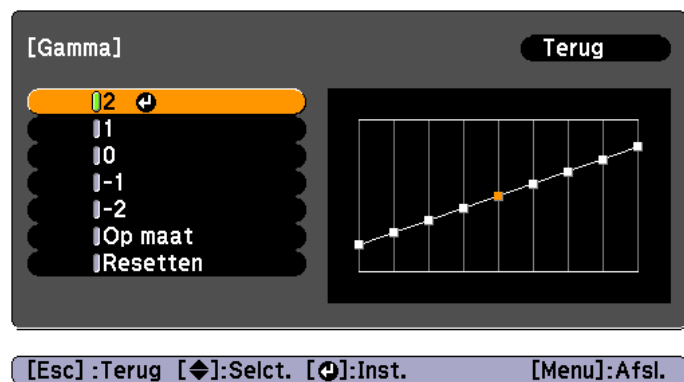 [Gamma] Terug
2
1
0
-1
-2
Op maat
Resetten
[Esc] :Terug [◆]:Selct. [↵]:Inst. [Menu]:Afsl.